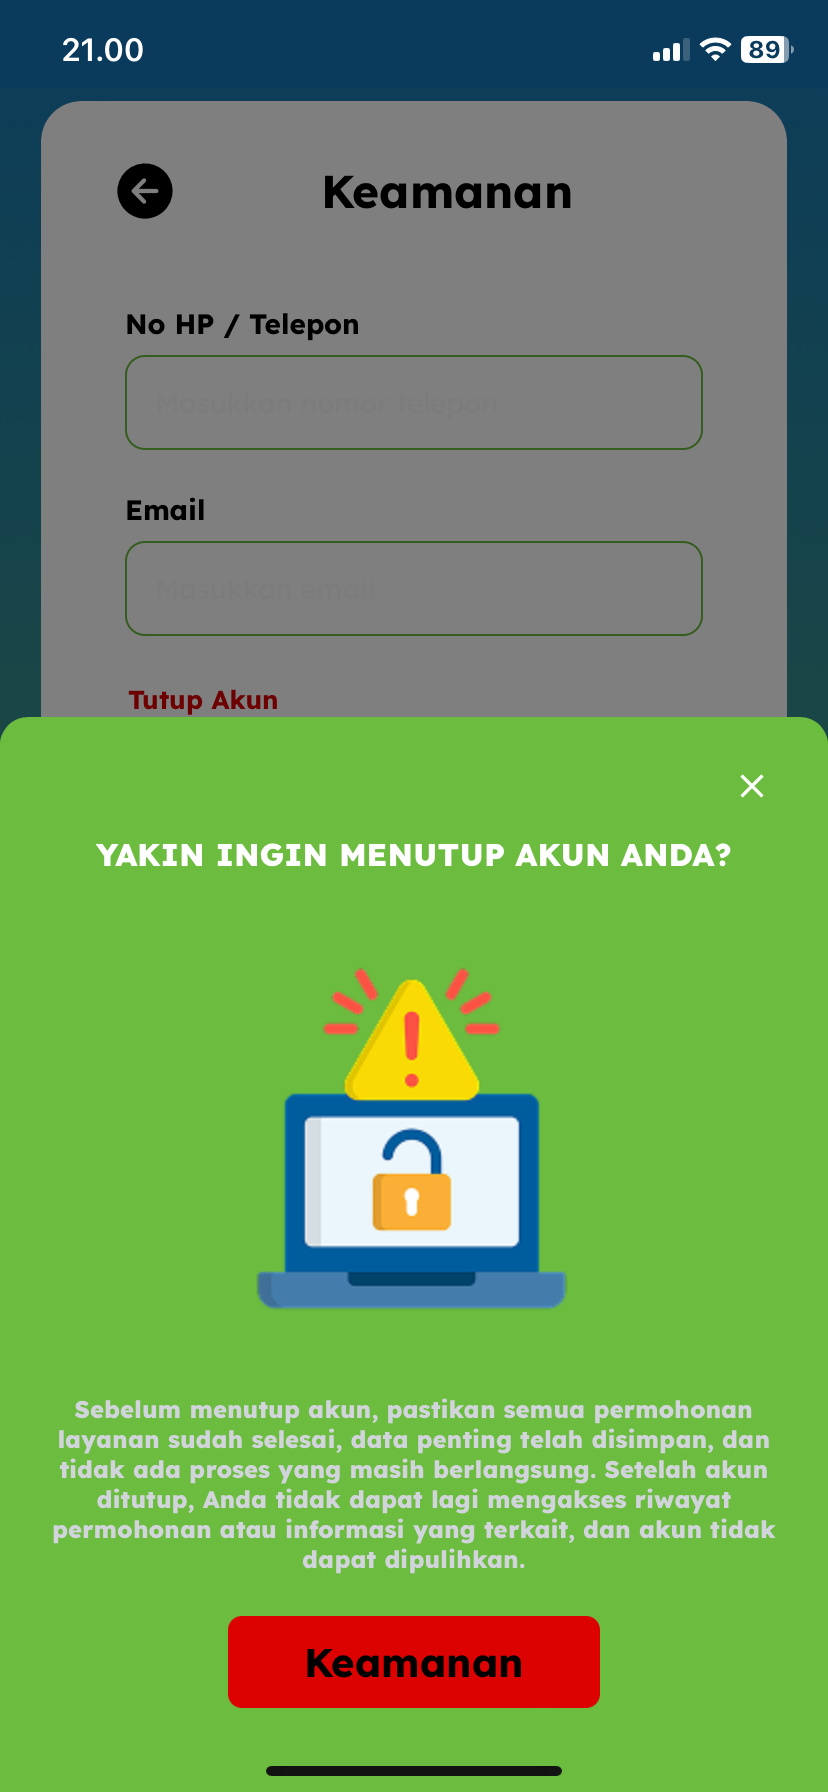 21.00
89
Keamanan
No HP / Telepon
Masukkan nomor telepon
Email
Masukkan email
Tutup Akun
YAKIN INGIN MENUTUP AKUN ANDA?
Sebelum menutup akun, pastikan semua permohonan
layanan sudah selesai, data penting telah disimpan, dan
tidak ada proses yang masih berlangsung. Setelah akun
ditutup, Anda tidak dapat lagi mengakses riwayat
permohonan atau informasi yang terkait, dan akun tidak
dapat dipulihkan.
Keamanan